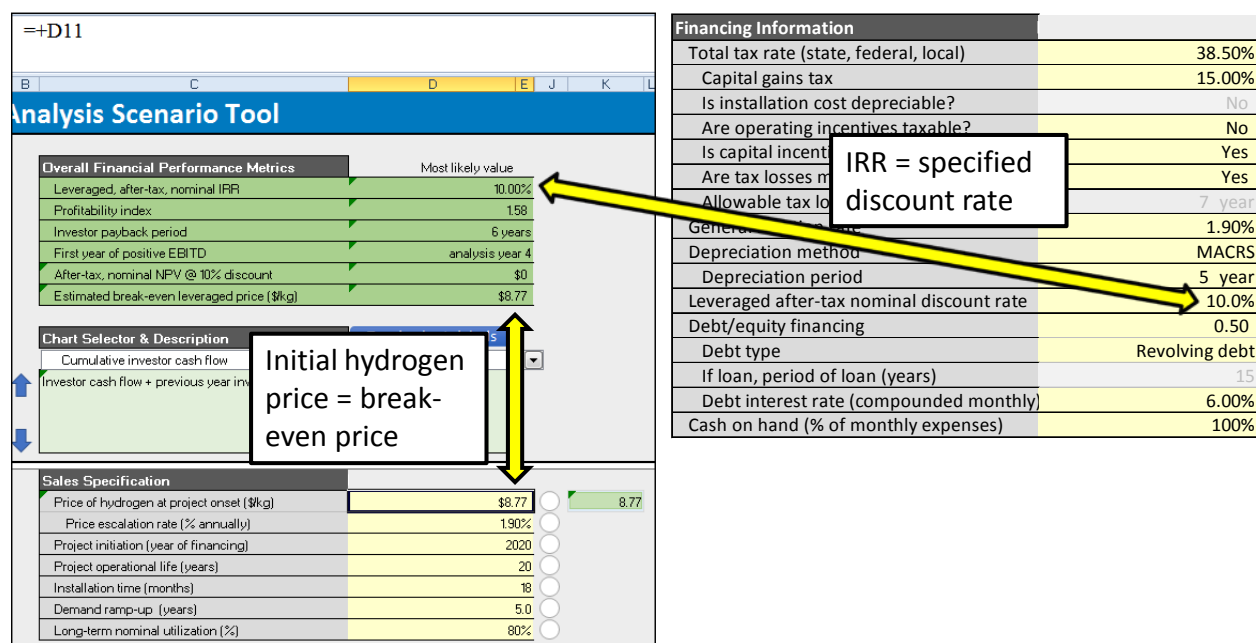 =+D11
B C D E J K L
Analysis Scenario Tool
Overall Financial Performance Metrics Most likely value
Leveraged, after-tax, nominal IRR 10.00%
Profitability index 1.58
Investor payback period 6 years
First year of positive EBITD analysis year 4
After-tax, nominal NPV @ 10% discount $0
Estimated break-even leveraged price ($/kg) $8.77
Chart Selector & Description
Cumulative investor cash flow
Investor cash flow + previous year
Initial hydrogen
price = break-
even price
Sales Specification
Price of hydrogen at project onset ($/kg) $8.77 8.77
Price escalation rate (% annually) 1.90%
Project initiation (year of financing) 2020
Project operational life (years) 20
Installation time (months) 18
Demand ramp-up (years) 5.0
Long-term nominal utilization (%) 80%
Financing Information
Total tax rate (state, federal, local) 38.50%
Capital gains tax 15.00%
Is installation cost depreciable? No
Are operating incentives taxable? No
Is capital Yes
Are tax losses Yes
Allowable tax 7 year
1.90%
IRR = specified
discount rate
Depreciation method MACRS
Depreciation period 5 year
Leveraged after-tax nominal discount rate 10.0%
Debt/equity financing 0.50
Debt type Revolving debt
If loan, period of loan (years) 15
Debt interest rate (compounded monthly) 6.00%
Cash on hand (% of monthly expenses) 100%